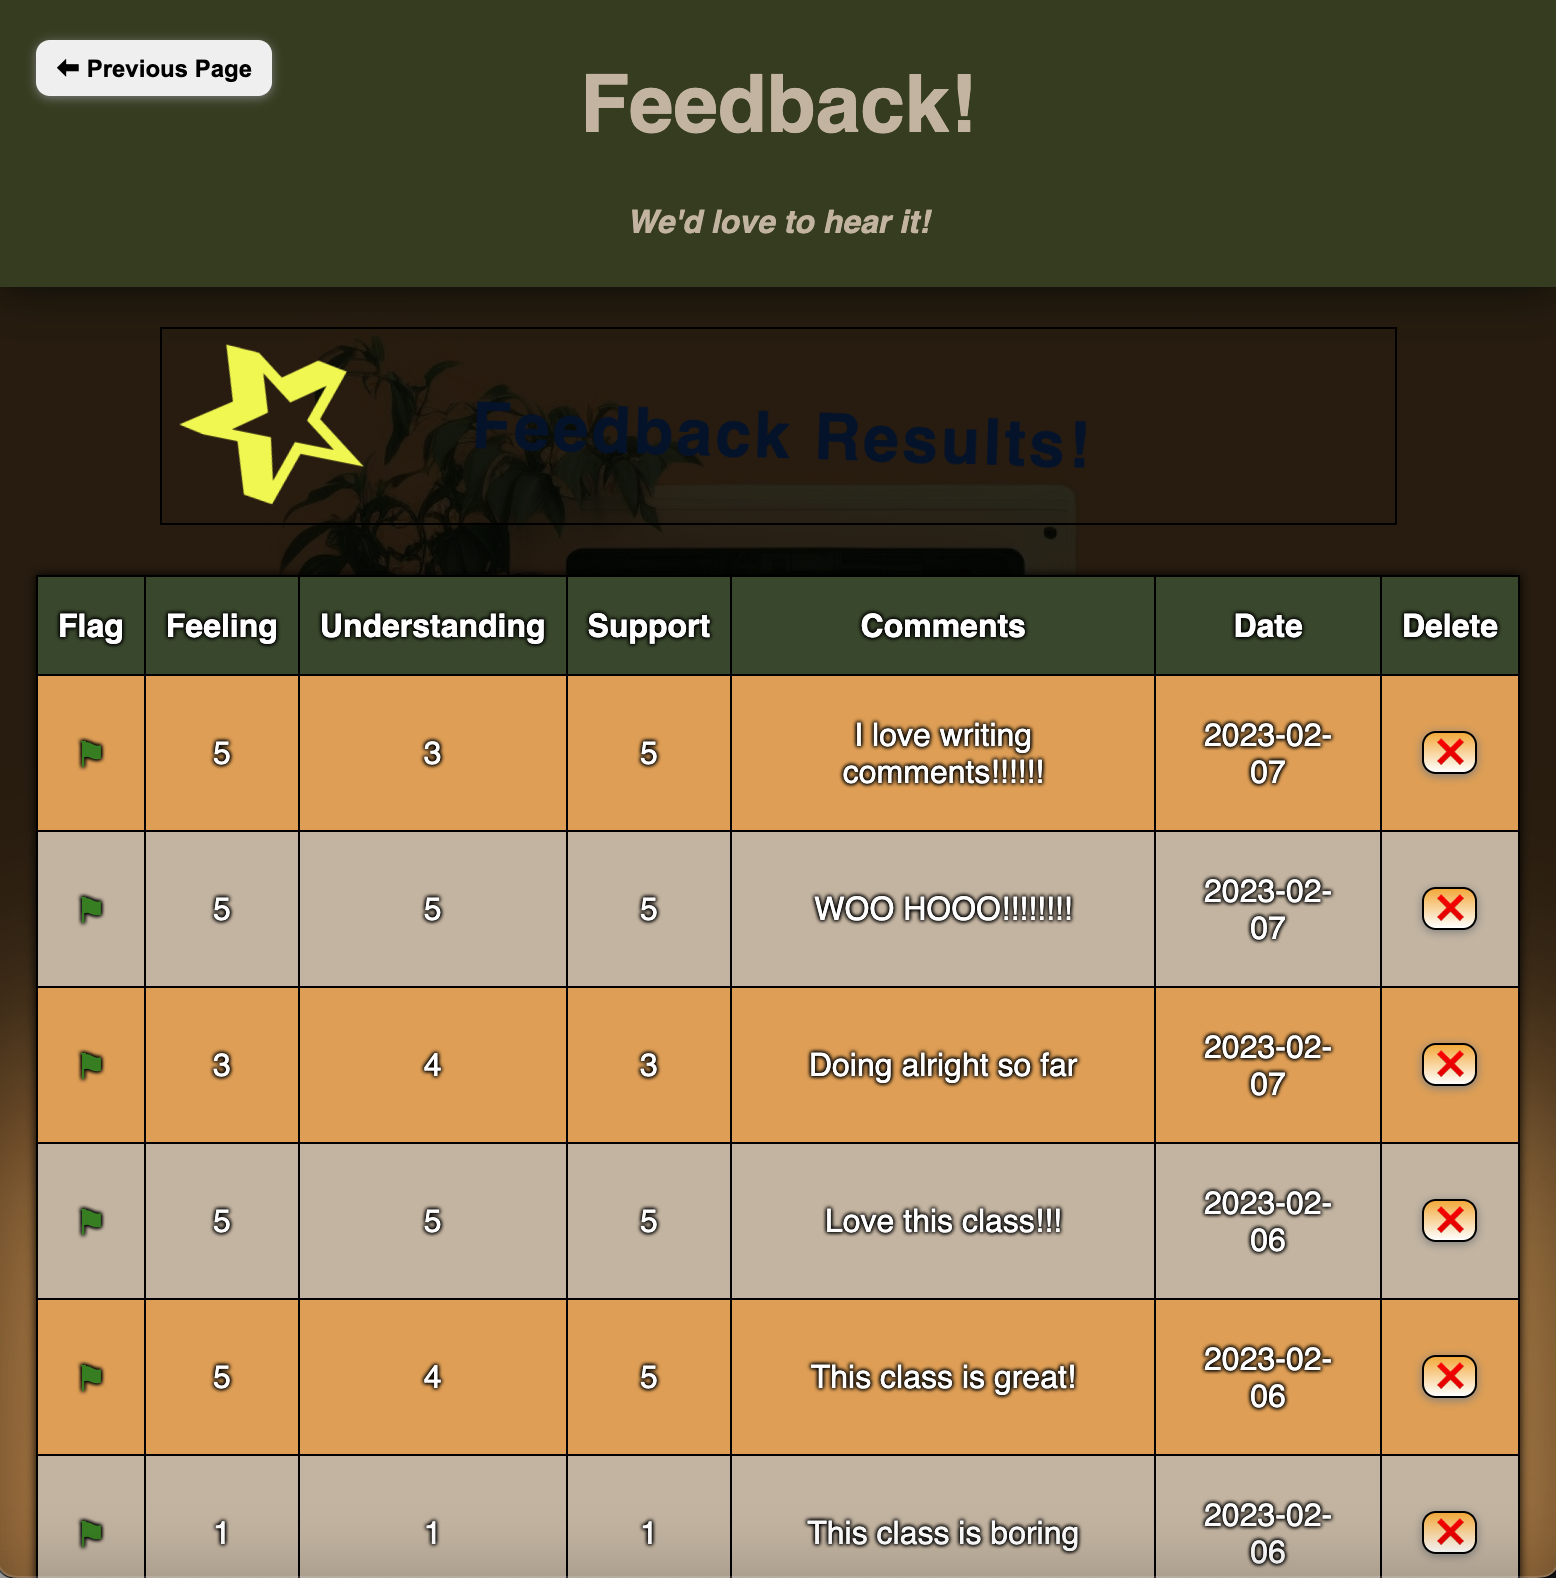 ⬅ Previous Page
Feedback!
We'd love to hear it!
Feedback Results!
Flag Feeling Understanding Support Comments Date Delete
5 3 5 I love writing comments!!!!!! 2023-02-07
5 5 5 WOO HOOO!!!!!!!! 2023-02-07
3 4 3 Doing alright so far 2023-02-07
5 5 5 Love this class!!! 2023-02-06
5 4 5 This class is great! 2023-02-06
1 1 1 This class is boring 2023-02-06